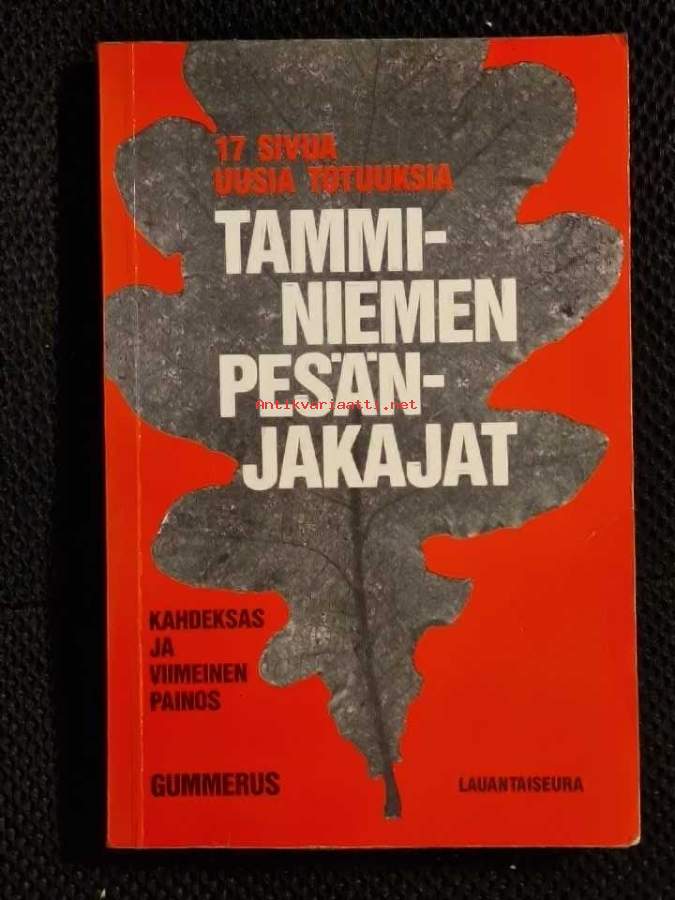 17 SIVUA
UUSIA TOTUUKSIA
TAMMI-
NIEMEN
PESÄN-
Antikvariaatti.net
JAKAJAT
KAHDEKSAS
JA
VIIMEINEN
PAINOS
GUMMERUS
LAUANTAISEURA